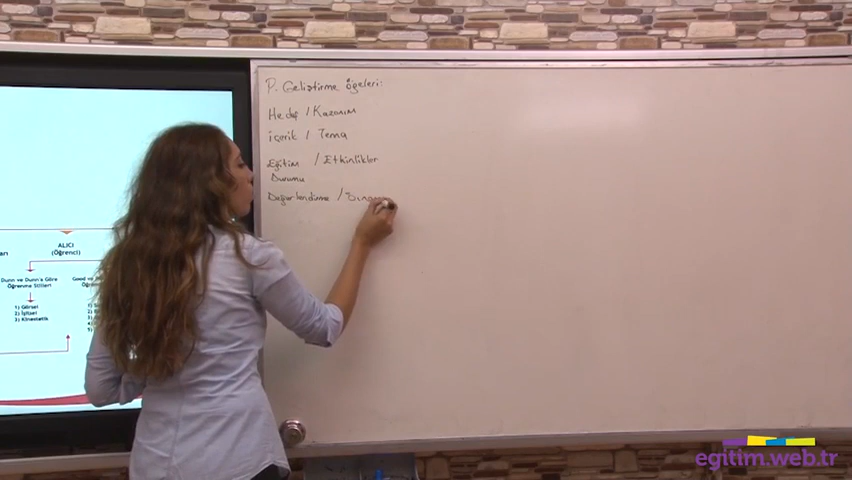 P. Geliştirme öğeleri:
Hedef / Kazanım
İçerik / Tema
Eğitim / Etkinlikler
Durumu
Değerlendirme / Sınama
ALICI
(Öğrenci)
Dunn ve Dunn'a Göre
Öğrenme Stilleri
1) Görsel
2) İşitsel
3) Kinestetik
egitim.web.tr